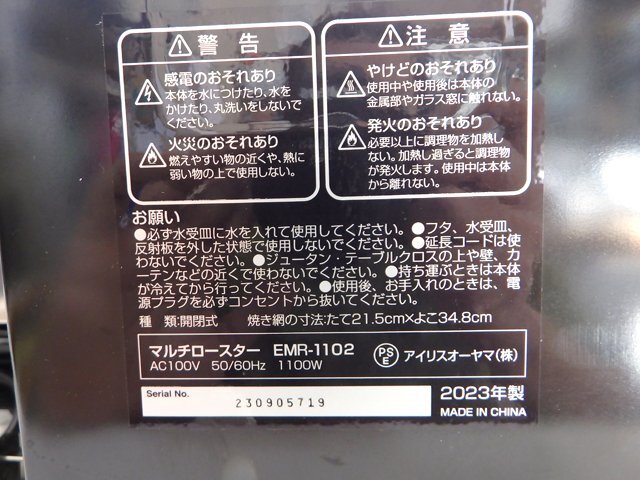 ⚠ 警告
感電のおそれあり
本体を水につけたり、水を
かけたり、丸洗いをしないで
ください。
火災のおそれあり
燃えやすい物の近くや、熱に
弱い物の上で使用しない。
⚠ 注意
やけどのおそれあり
使用中や使用後は本体の
金属部やガラス窓に触れない。
発火のおそれあり
必要以上に調理物を加熱し
ない。加熱し過ぎると調理物
が発火します。使用中は本体
から離れない。
お願い
●必ず水受皿に水を入れて使用してください。●フタ、水受皿、
反射板を外した状態で使用しないでください。●延長コードは使
わないでください。●ジュータン・テーブルクロスの上や壁、カ
ーテンなどの近くで使わないでください。●持ち運ぶときは本体
が冷えてから行ってください。●使用後、お手入れのときは、電
源プラグを必ずコンセントから抜いてください。
種 類:開閉式 焼き網の寸法:たて21.5cm×よこ34.8cm
マルチロースター EMR-1102 PSE アイリスオーヤマ(株)
AC100V 50/60Hz 1100W
Serial No.
230905719
2023年製
MADE IN CHINA